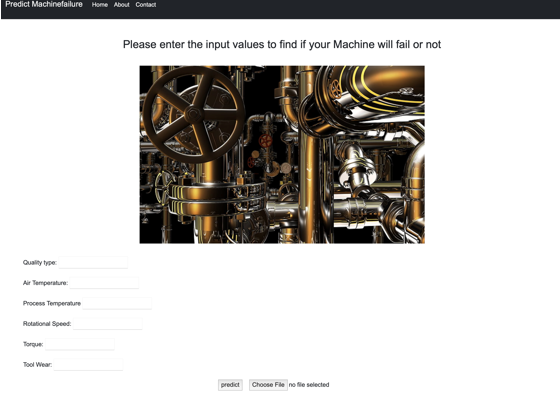 Predict Machinefailure Home About Contact
Please enter the input values to find if your Machine will fail or not
Quality type:
Air Temperature:
Process Temperature
Rotational Speed:
Torque:
Tool Wear:
predict Choose File no file selected